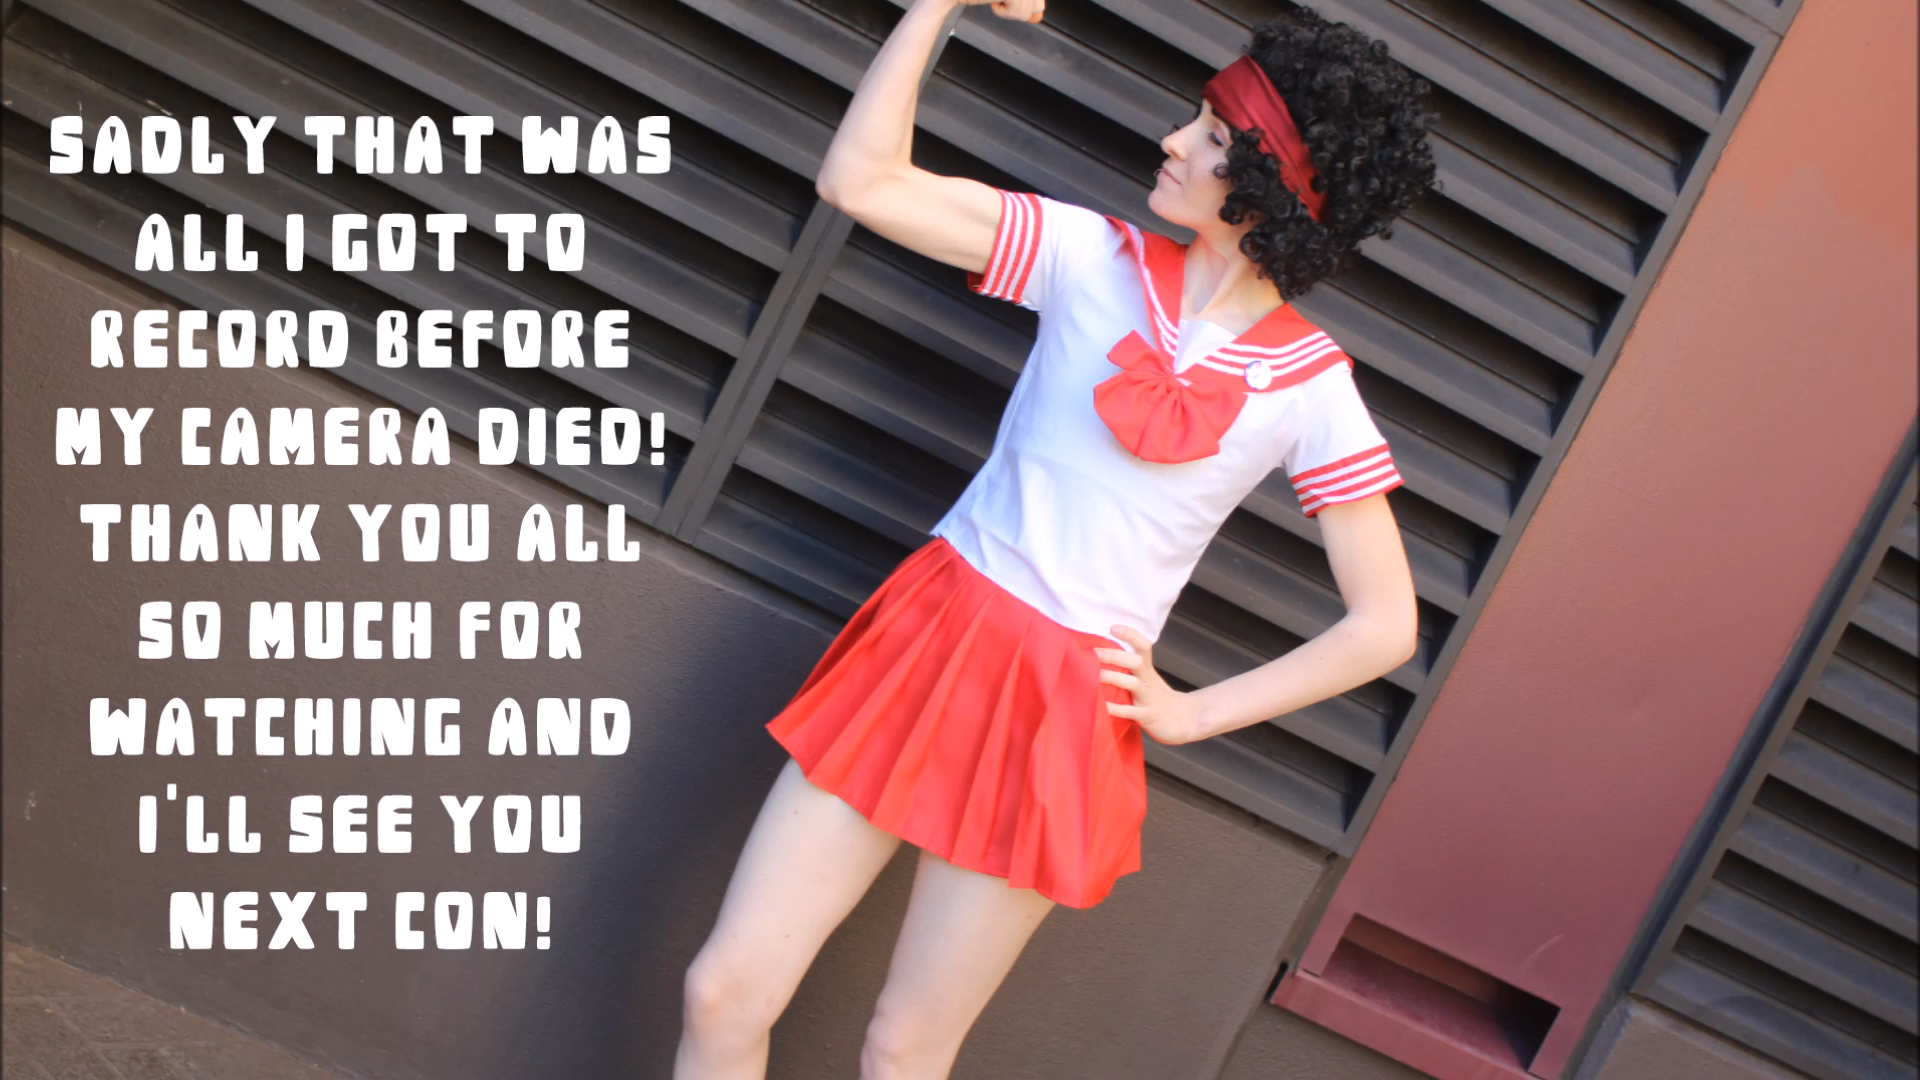 SADLY THAT WAS
ALL I GOT TO
RECORD BEFORE
MY CAMERA DIED!
THANK YOU ALL
SO MUCH FOR
WATCHING AND
I'LL SEE YOU
NEXT CON!